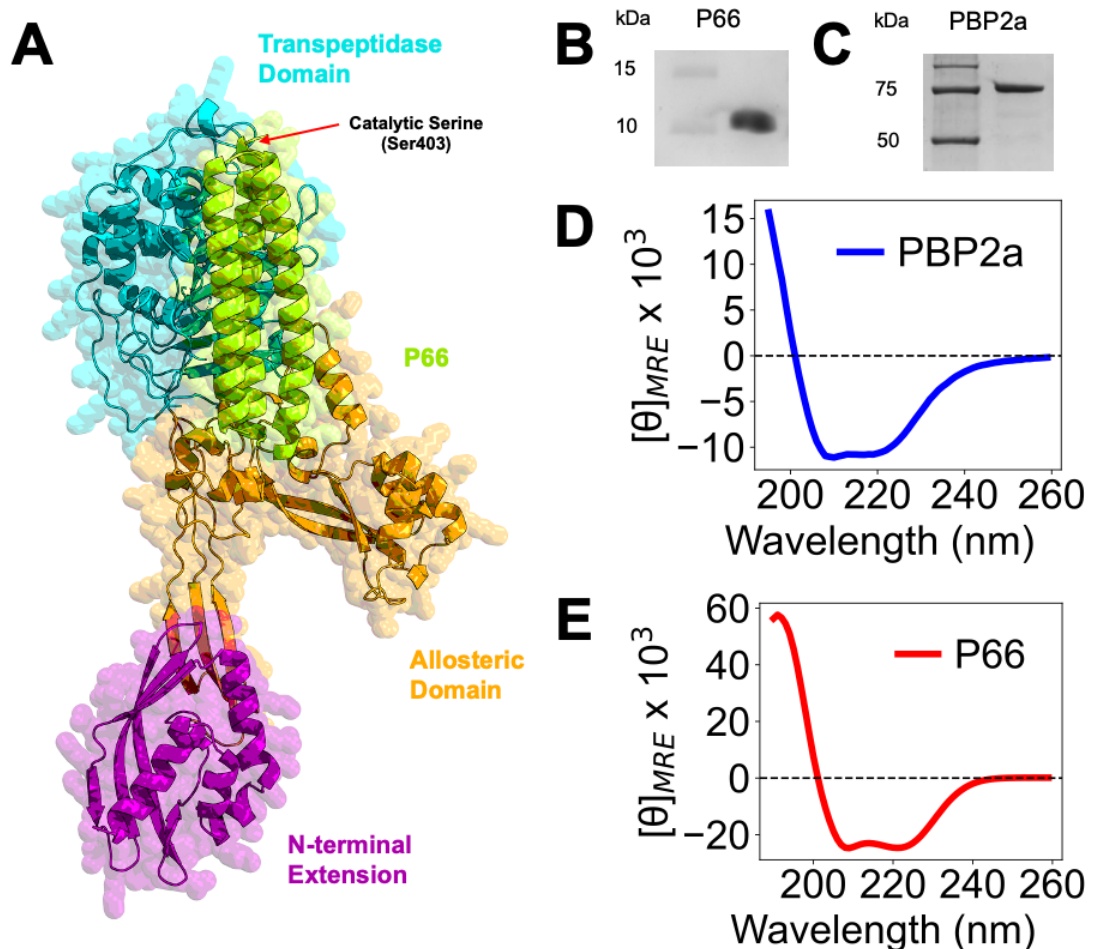 A
Transpeptidase
Domain
Catalytic Serine
(Ser403)
P66
Allosteric
Domain
N-terminal
Extension
B
kDa
P66
15
10
C
kDa
PBP2a
75
50
D
[θ]MRE x 10³
15
10
5
0
−5
−10
PBP2a
200 220 240 260
Wavelength (nm)
E
[θ]MRE x 10³
60
40
20
0
−20
P66
200 220 240 260
Wavelength (nm)